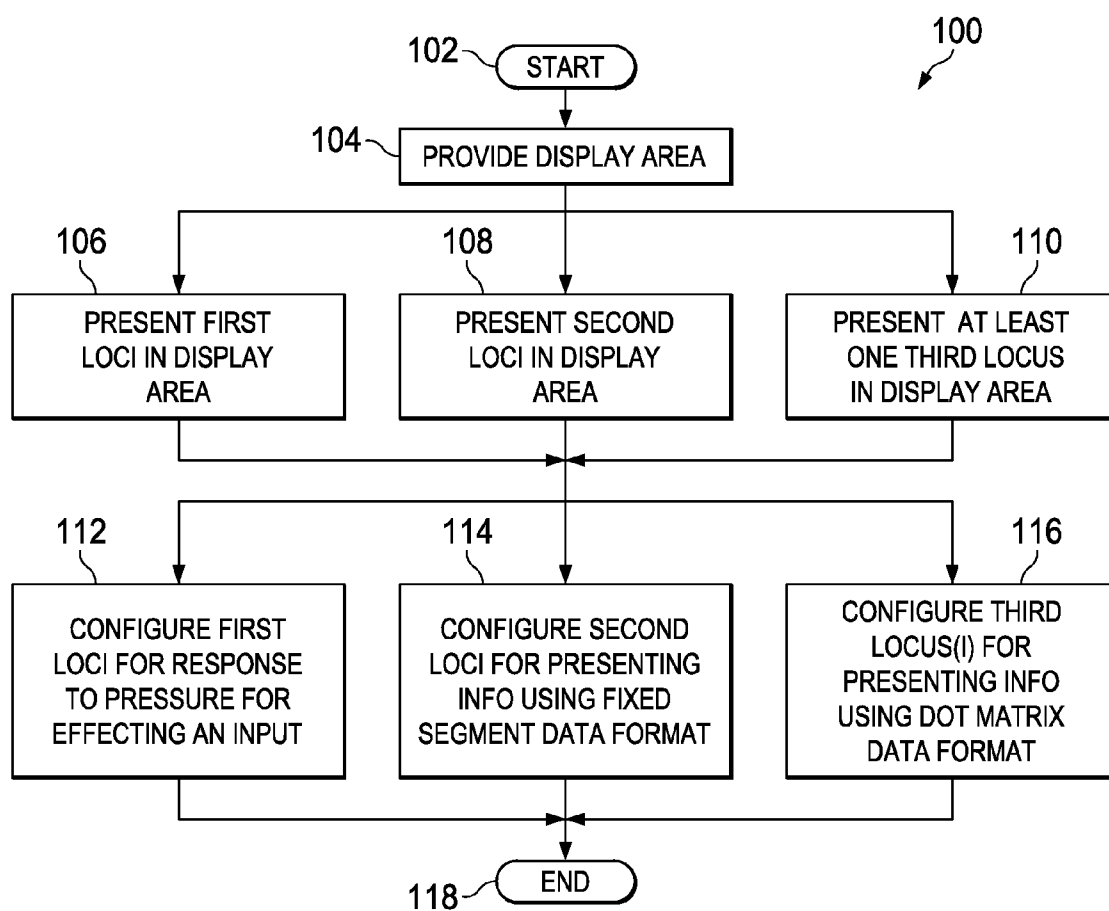 100
102
START
104
PROVIDE DISPLAY AREA
106
108
110
PRESENT FIRST
LOCI IN DISPLAY
AREA
PRESENT SECOND
LOCI IN DISPLAY
AREA
PRESENT AT LEAST
ONE THIRD LOCUS
IN DISPLAY AREA
112
114
116
CONFIGURE FIRST
LOCI FOR RESPONSE
TO PRESSURE FOR
EFFECTING AN INPUT
CONFIGURE SECOND
LOCI FOR PRESENTING
INFO USING FIXED
SEGMENT DATA FORMAT
CONFIGURE THIRD
LOCUS(I) FOR
PRESENTING INFO
USING DOT MATRIX
DATA FORMAT
118
END